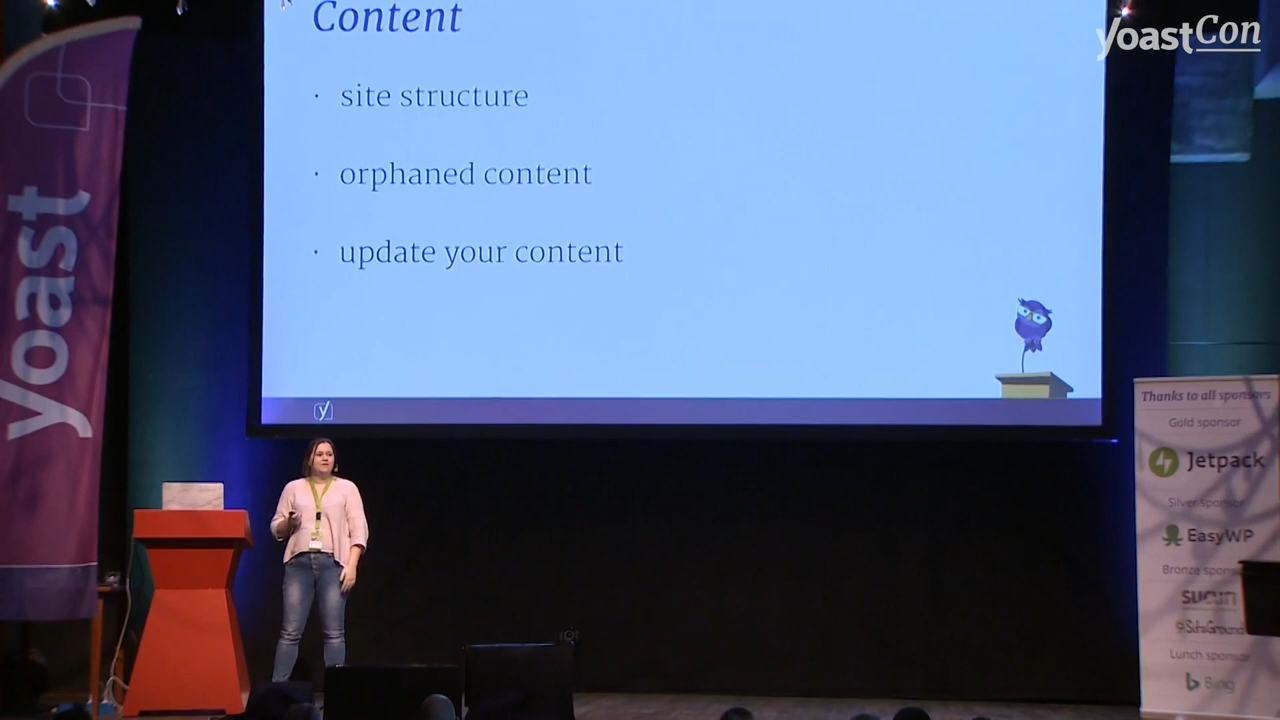 Content
· site structure
· orphaned content
· update your content
y
yoastCon
yoast
Thanks to all sponsors
Gold sponsor
Jetpack
Silver sponsor
EasyWP
Bronze sponsor
SUCURI
SiteGround
Lunch sponsor
Bing